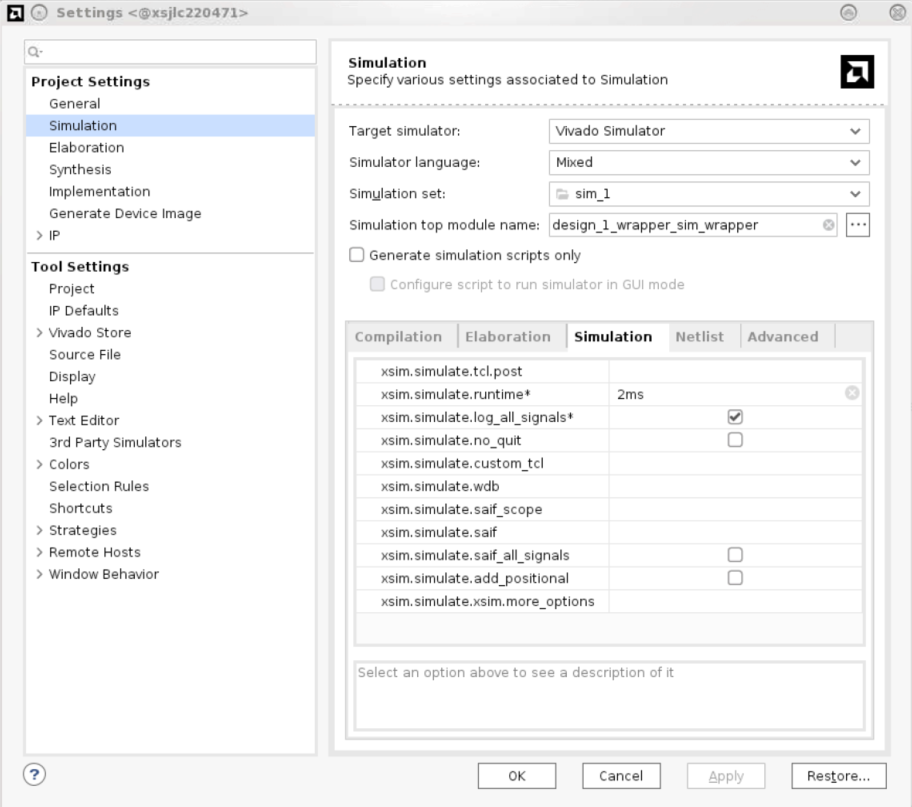 Settings <@xsjlc220471>
Q-
Project Settings
General
Simulation
Elaboration
Synthesis
Implementation
Generate Device Image
IP
Tool Settings
Project
IP Defaults
Vivado Store
Source File
Display
Help
Text Editor
3rd Party Simulators
Colors
Selection Rules
Shortcuts
Strategies
Remote Hosts
Window Behavior
Simulation
Specify various settings associated to Simulation
Target simulator: Vivado Simulator
Simulator language: Mixed
Simulation set: sim_1
Simulation top module name: design_1_wrapper_sim_wrapper ...
Generate simulation scripts only
Configure script to run simulator in GUI mode
Compilation Elaboration Simulation Netlist Advanced
xsim.simulate.tcl.post
xsim.simulate.runtime* 2ms
xsim.simulate.log_all_signals*
xsim.simulate.no_quit
xsim.simulate.custom_tcl
xsim.simulate.wdb
xsim.simulate.saif_scope
xsim.simulate.saif
xsim.simulate.saif_all_signals
xsim.simulate.add_positional
xsim.simulate.xsim.more_options
Select an option above to see a description of it
? OK Cancel Apply Restore...